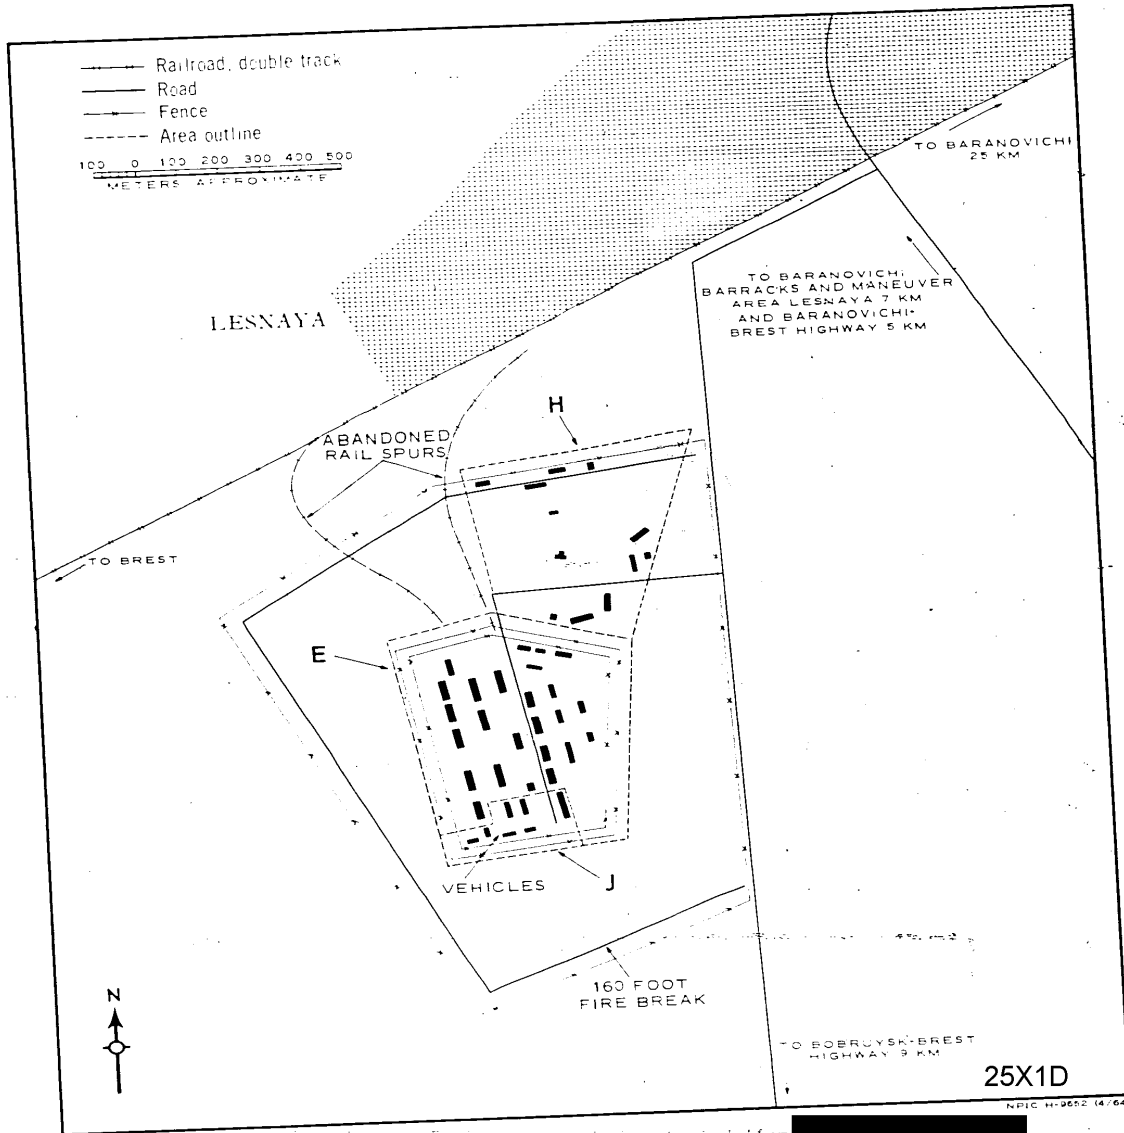 Railroad, double track
Road
Fence
Area outline
100 0 100 200 300 400 500
METERS APPROXIMATE
TO BARANOVICHI
25 KM
TO BARANOVICHI
BARRACKS AND MANEUVER
AREA LESNAYA 7 KM
AND BARANOVICHI-
BREST HIGHWAY 5 KM
LESNAYA
H
ABANDONED
RAIL SPURS
TO BREST
E
VEHICLES
J
160 FOOT
FIRE BREAK
N
TO BOBRUYSK-BREST
HIGHWAY 9 KM
25X1D
NPIC H-9652 (4/64